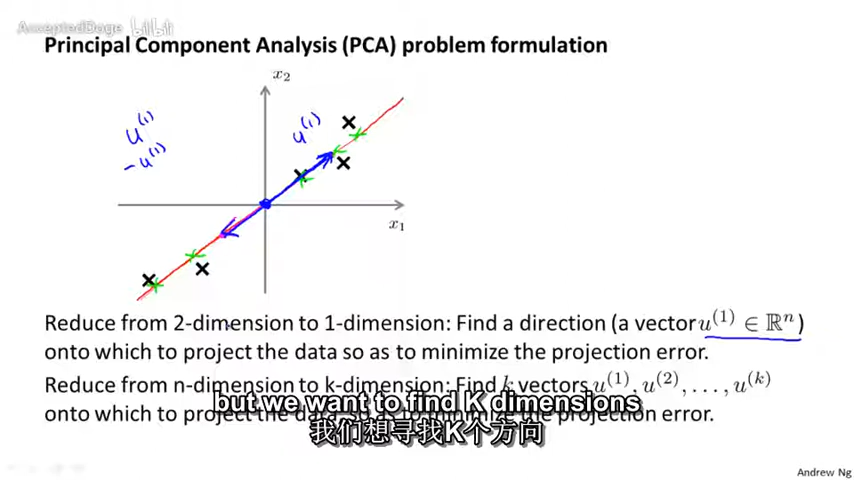 AcceptedDoge bilibili
Principal Component Analysis (PCA) problem formulation
x₂
u⁽¹⁾
u⁽¹⁾
-u⁽¹⁾
x₁
Reduce from 2-dimension to 1-dimension: Find a direction (a vector u⁽¹⁾ ∈ ℝⁿ)
onto which to project the data so as to minimize the projection error.
Reduce from n-dimension to k-dimension: Find k vectors u⁽¹⁾, u⁽²⁾, . . . , u⁽ᵏ⁾
onto which to project the data, so as to minimize the projection error.
but we want to find K dimensions
我们想寻找K个方向
Andrew Ng